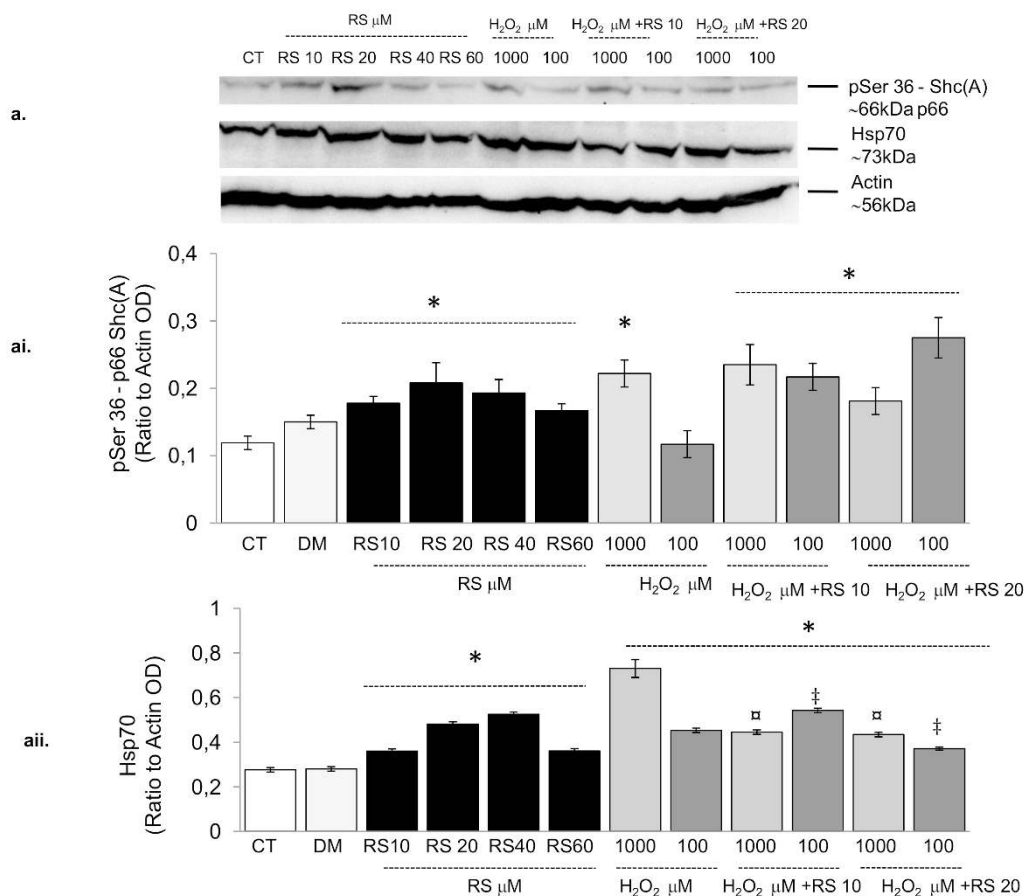 RS μM
H2O2 μM
H2O2 μM +RS 10
H2O2 μM +RS 20
CT RS 10 RS 20 RS 40 RS 60 1000 100 1000 100 1000 100
a.
pSer 36 - Shc(A)
~66kDa p66
Hsp70
~73kDa
Actin
~56kDa
ai.
pSer 36 - p66 Shc(A)
(Ratio to Actin OD)
0,4
0,3
0,2
0,1
0
* * *
CT DM RS10 RS 20 RS 40 RS60 1000 100 1000 100 1000 100
RS μM
H2O2 μM
H2O2 μM +RS 10
H2O2 μM +RS 20
aii.
Hsp70
(Ratio to Actin OD)
1
0,8
0,6
0,4
0,2
0
* *
¤ ‡ ¤ ‡
CT DM RS10 RS 20 RS40 RS60 1000 100 1000 100 1000 100
RS μM
H2O2 μM
H2O2 μM +RS 10
H2O2 μM +RS 20